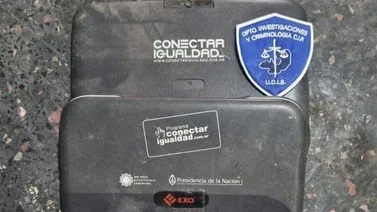 CONECTAR
IGUALDAD
WWW.CONECTARIGUALDAD.GOB.AR
DPTO. INVESTIGACIONES
Y CRIMINOLOGIA C.I.A.
U.D.I.S.
Programa
conectar
igualdad.com.ar
Presidencia de la Nación
EXO